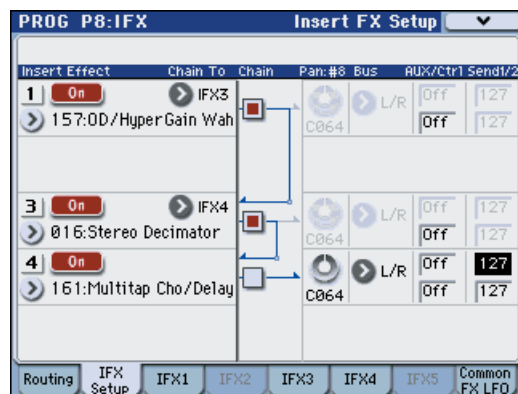 PROG P8:IFX Insert FX Setup
Insert Effect Chain To Chain Pan:#8 Bus AUX/Ctrl Send1/2
1 On IFX3 L/R Off 127
157:OD/HyperGain Wah C064 Off 127
3 On IFX4 L/R Off 127
016:Stereo Decimator C064 Off 127
4 On L/R Off 127
161:Multitap Cho/Delay C064 Off 127
Routing IFX Setup IFX1 IFX2 IFX3 IFX4 IFX5 Common FX LFO